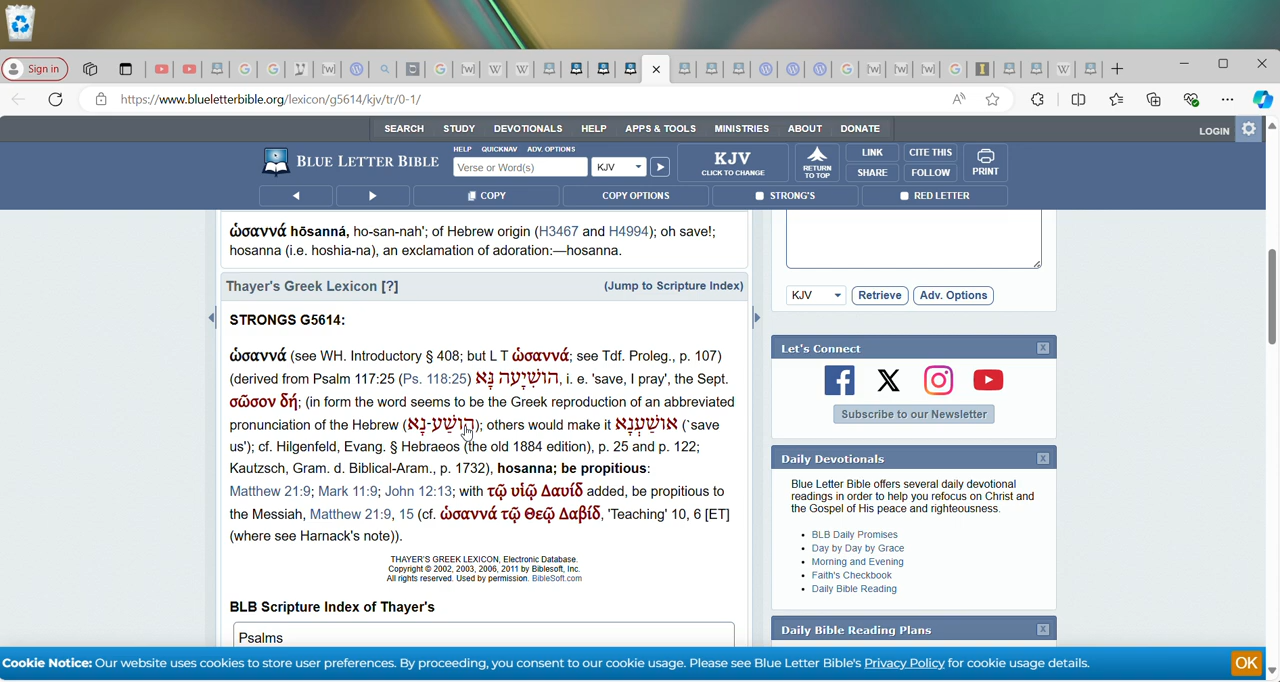 Sign in
https://www.blueletterbible.org/lexicon/g5614/kjv/tr/0-1/
SEARCH STUDY DEVOTIONALS HELP APPS & TOOLS MINISTRIES ABOUT DONATE
LOGIN
BLUE LETTER BIBLE
HELP QUICKNAV ADV. OPTIONS
Verse or Word(s) KJV
KJV
CLICK TO CHANGE
RETURN TO TOP
LINK CITE THIS
SHARE FOLLOW
PRINT
COPY COPY OPTIONS STRONG'S RED LETTER
ὡσαννά hōsanná, ho-san-nah'; of Hebrew origin (H3467 and H4994); oh save!;
hosanna (i.e. hoshia-na), an exclamation of adoration:—hosanna.
Thayer's Greek Lexicon [?] (Jump to Scripture Index)
STRONGS G5614:
ὡσαννά (see WH. Introductory § 408; but L T ὡσαννά; see Tdf. Proleg., p. 107)
(derived from Psalm 117:25 (Ps. 118:25) הוֹשִׁיעָה נָּא, i. e. 'save, I pray', the Sept.
σῶσον δή; (in form the word seems to be the Greek reproduction of an abbreviated
pronunciation of the Hebrew (הוֹשַׁע-נָא); others would make it אוֹשַׁעְנָא ('save
us'); cf. Hilgenfeld, Evang. § Hebraeos (the old 1884 edition), p. 25 and p. 122;
Kautzsch, Gram. d. Biblical-Aram., p. 1732), hosanna; be propitious:
Matthew 21:9; Mark 11:9; John 12:13; with τῷ υἱῷ Δαυίδ added, be propitious to
the Messiah, Matthew 21:9, 15 (cf. ὡσαννά τῷ Θεῷ Δαβίδ, 'Teaching' 10, 6 [ET]
(where see Harnack's note)).
THAYER'S GREEK LEXICON, Electronic Database.
Copyright © 2002, 2003, 2006, 2011 by Biblesoft, Inc.
All rights reserved. Used by permission. BibleSoft.com
BLB Scripture Index of Thayer's
Psalms
KJV Retrieve Adv. Options
Let's Connect
Subscribe to our Newsletter
Daily Devotionals
Blue Letter Bible offers several daily devotional
readings in order to help you refocus on Christ and
the Gospel of His peace and righteousness.
BLB Daily Promises
Day by Day by Grace
Morning and Evening
Faith's Checkbook
Daily Bible Reading
Daily Bible Reading Plans
Cookie Notice: Our website uses cookies to store user preferences. By proceeding, you consent to our cookie usage. Please see Blue Letter Bible's Privacy Policy for cookie usage details. OK